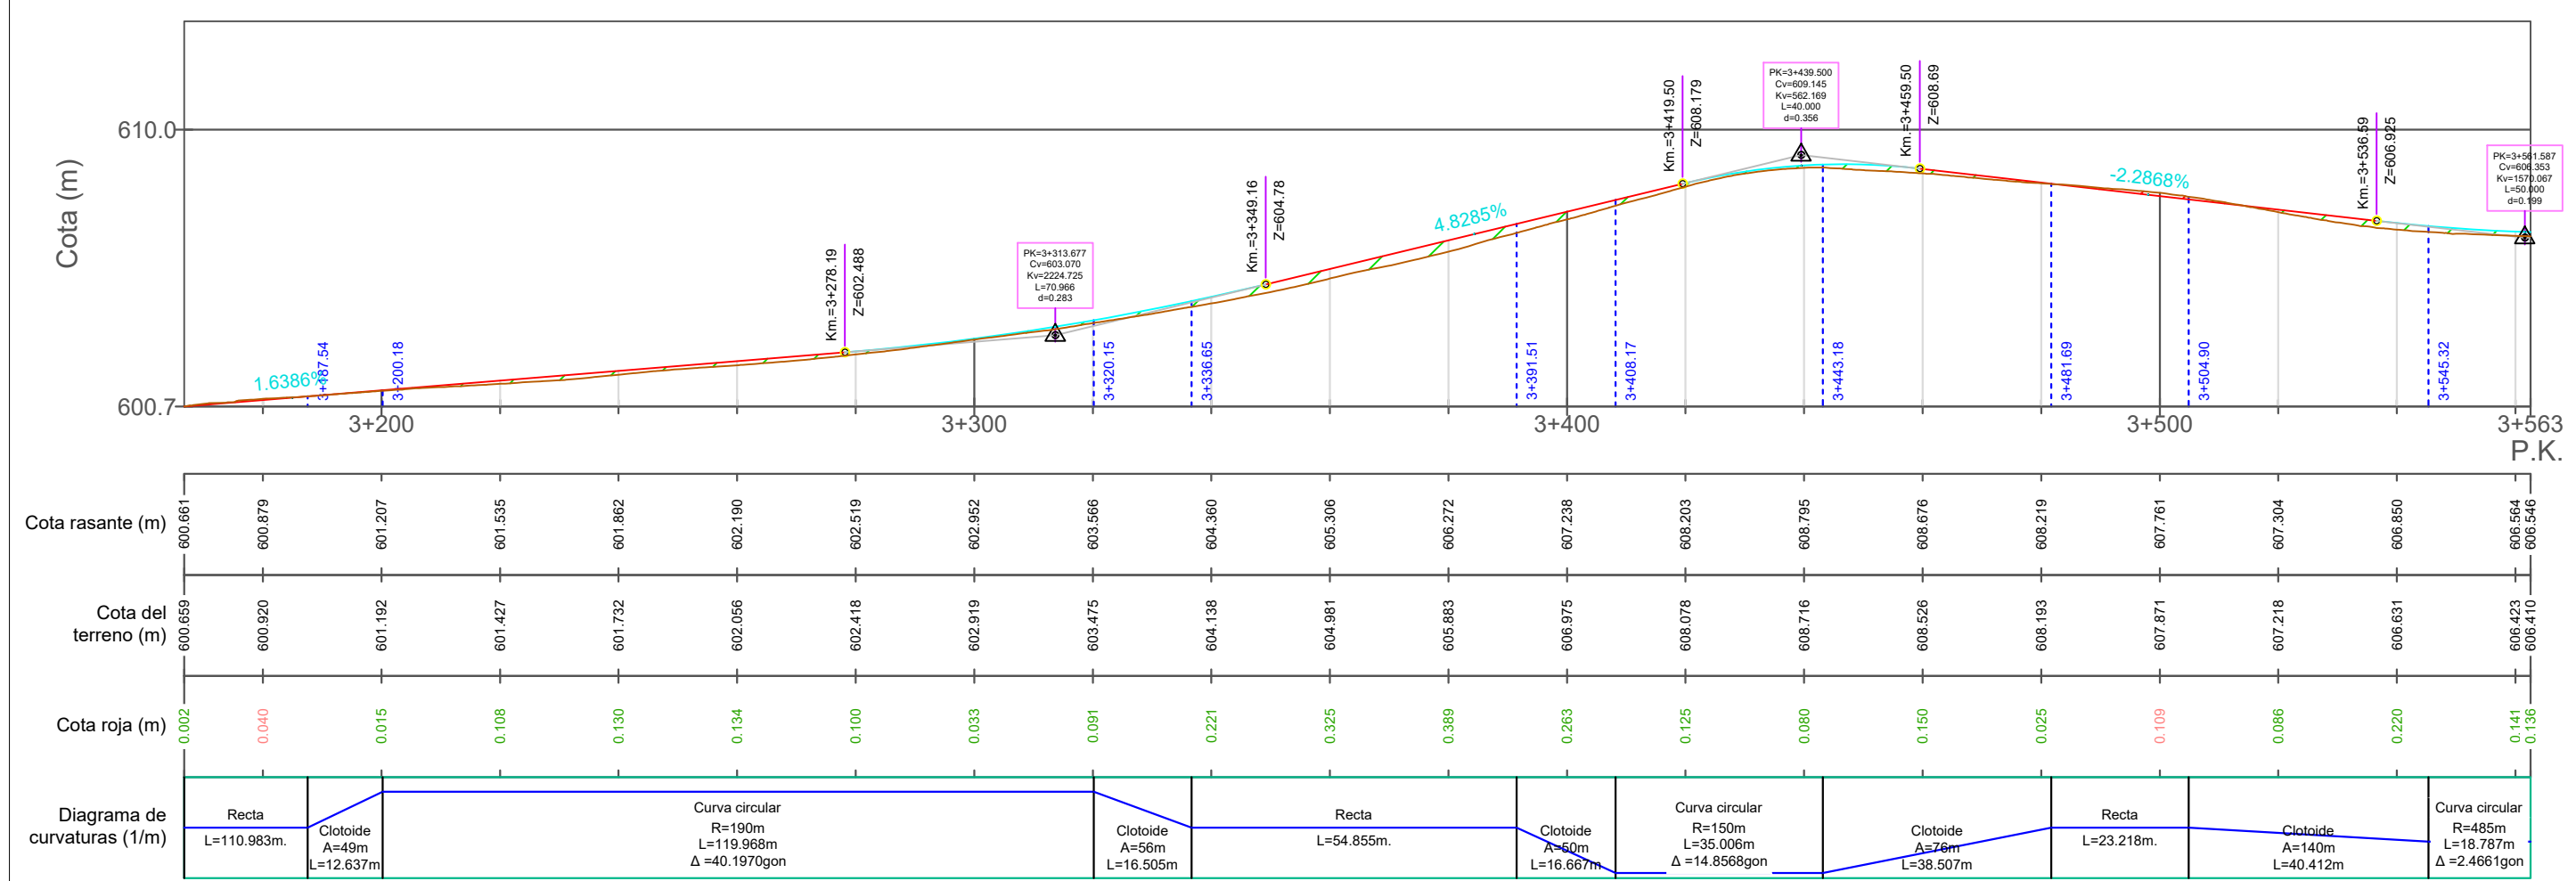 Cota (m)
610.0
600.7
1.6386%
3+187.54
3+200.18
Km.=3+278.19
Z=602.488
PK=3+313.677
Cv=603.070
Kv=2224.725
L=70.966
d=0.283
3+320.15
3+336.65
Km.=3+349.16
Z=604.78
4.8285%
3+391.51
3+408.17
Km.=3+419.50
Z=608.179
PK=3+439.500
Cv=609.145
Kv=562.169
L=40.000
d=0.356
3+443.18
Km.=3+459.50
Z=608.69
3+481.69
-2.2868%
3+504.90
Km.=3+536.59
Z=606.925
3+545.32
PK=3+561.587
Cv=606.353
Kv=1570.067
L=50.000
d=0.199
3+200
3+300
3+400
3+500
3+563
P.K.
Cota rasante (m)
600.661
600.879
601.207
601.535
601.862
602.190
602.519
602.952
603.566
604.360
605.306
606.272
607.238
608.203
608.795
608.676
608.219
607.761
607.304
606.850
606.564
606.546
Cota del
terreno (m)
600.659
600.920
601.192
601.427
601.732
602.056
602.418
602.919
603.475
604.138
604.981
605.883
606.975
608.078
608.716
608.526
608.193
607.871
607.218
606.631
606.423
606.410
Cota roja (m)
0.002
0.040
0.015
0.108
0.130
0.134
0.100
0.033
0.091
0.221
0.325
0.389
0.263
0.125
0.080
0.150
0.025
0.109
0.086
0.220
0.141
0.136
Diagrama de
curvaturas (1/m)
Recta
L=110.983m.
Clotoide
A=49m
L=12.637m
Curva circular
R=190m
L=119.968m
Δ =40.1970gon
Clotoide
A=56m
L=16.505m
Recta
L=54.855m.
Clotoide
A=50m
L=16.667m
Curva circular
R=150m
L=35.006m
Δ =14.8568gon
Clotoide
A=76m
L=38.507m
Recta
L=23.218m.
Clotoide
A=140m
L=40.412m
Curva circular
R=485m
L=18.787m
Δ =2.4661gon